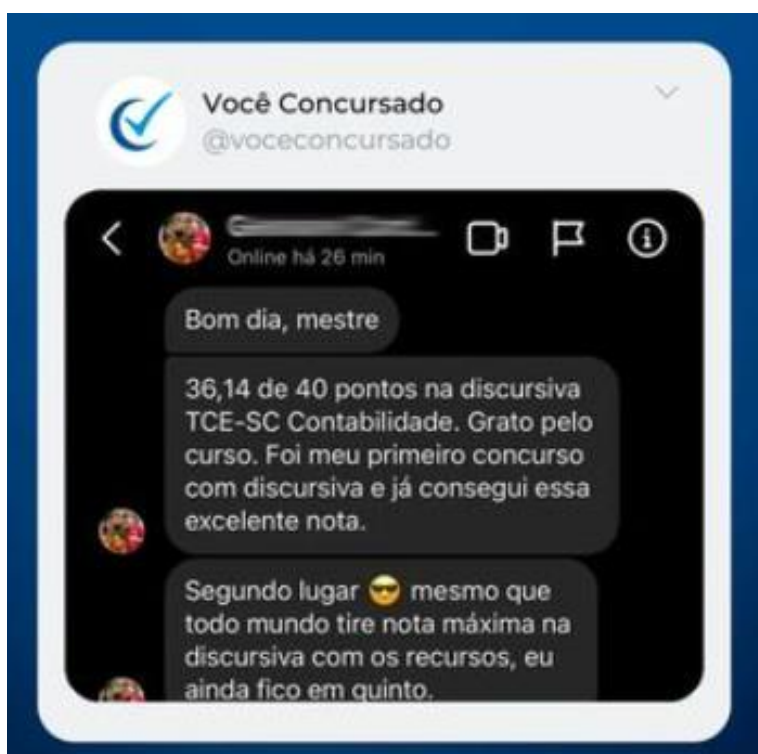 Você Concursado
@voceconcursado
Online há 26 min
Bom dia, mestre
36,14 de 40 pontos na discursiva
TCE-SC Contabilidade. Grato pelo
curso. Foi meu primeiro concurso
com discursiva e já consegui essa
excelente nota.
Segundo lugar 😎 mesmo que
todo mundo tire nota máxima na
discursiva com os recursos, eu
ainda fico em quinto.